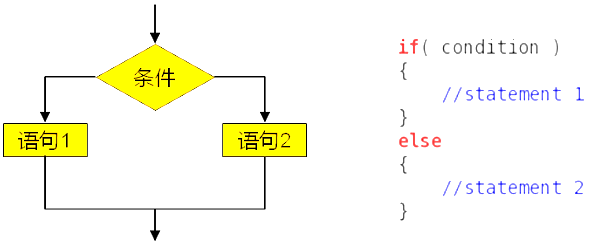 条件
语句1
语句2
if( condition )
{
//statement 1
}
else
{
//statement 2
}